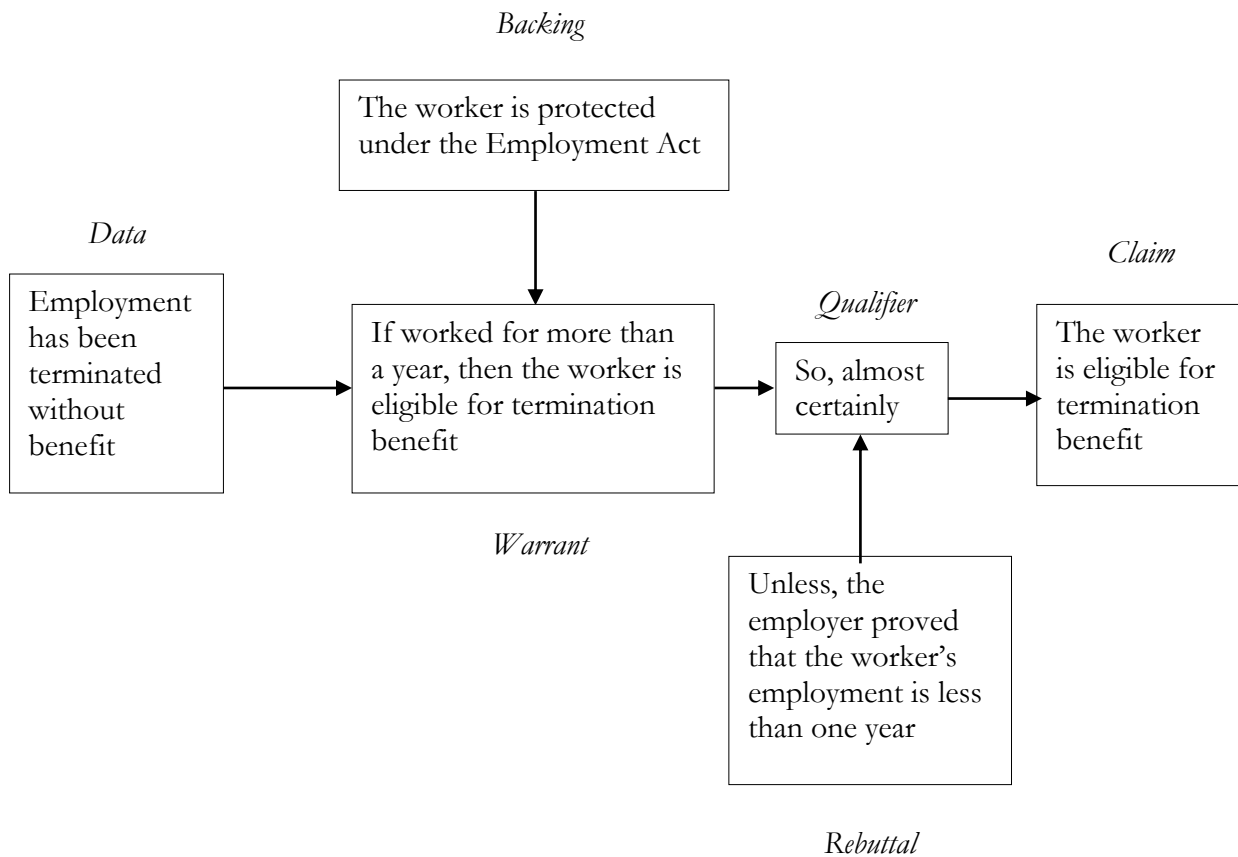 Backing
The worker is protected
under the Employment Act
Data
Employment
has been
terminated
without
benefit
If worked for more than
a year, then the worker is
eligible for termination
benefit
Warrant
Qualifier
So, almost
certainly
Claim
The worker
is eligible for
termination
benefit
Unless, the
employer proved
that the worker’s
employment is less
than one year
Rebuttal